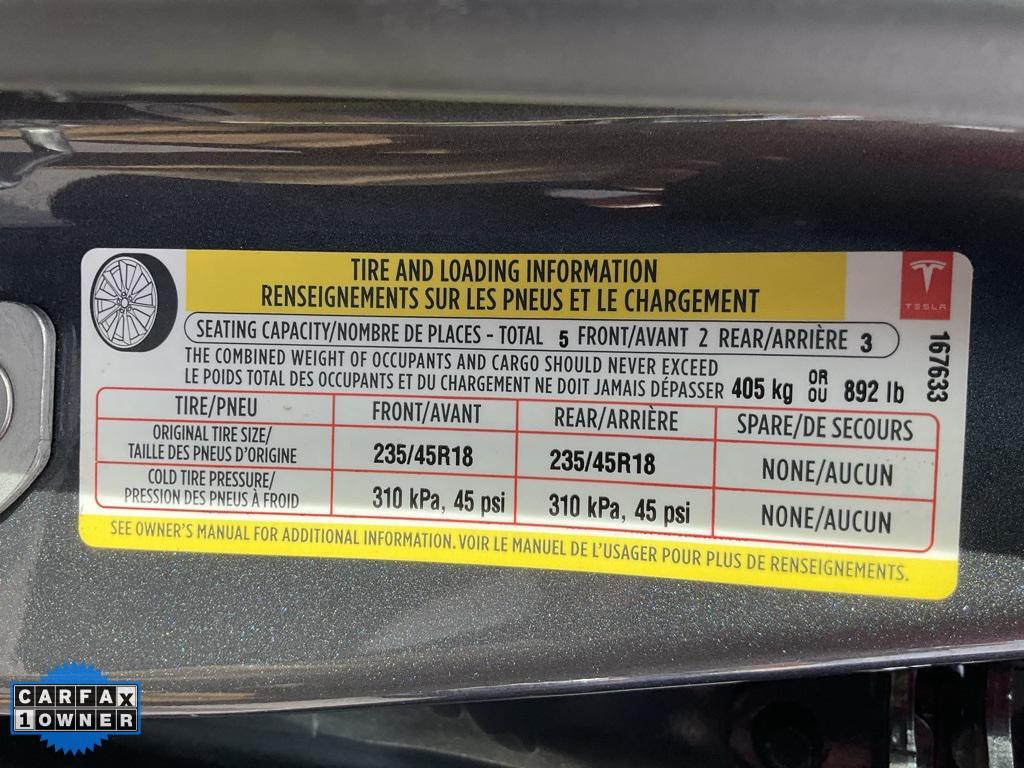 TIRE AND LOADING INFORMATION
RENSEIGNEMENTS SUR LES PNEUS ET LE CHARGEMENT
TESLA
SEATING CAPACITY/NOMBRE DE PLACES - TOTAL 5 FRONT/AVANT 2 REAR/ARRIÈRE 3
167633
THE COMBINED WEIGHT OF OCCUPANTS AND CARGO SHOULD NEVER EXCEED
LE POIDS TOTAL DES OCCUPANTS ET DU CHARGEMENT NE DOIT JAMAIS DÉPASSER 405 kg OR OU 892 lb
TIRE/PNEU FRONT/AVANT REAR/ARRIÈRE SPARE/DE SECOURS
ORIGINAL TIRE SIZE/
TAILLE DES PNEUS D'ORIGINE 235/45R18 235/45R18 NONE/AUCUN
COLD TIRE PRESSURE/
PRESSION DES PNEUS À FROID 310 kPa, 45 psi 310 kPa, 45 psi NONE/AUCUN
SEE OWNER'S MANUAL FOR ADDITIONAL INFORMATION. VOIR LE MANUEL DE L'USAGER POUR PLUS DE RENSEIGNEMENTS.
CARFAX
1 OWNER